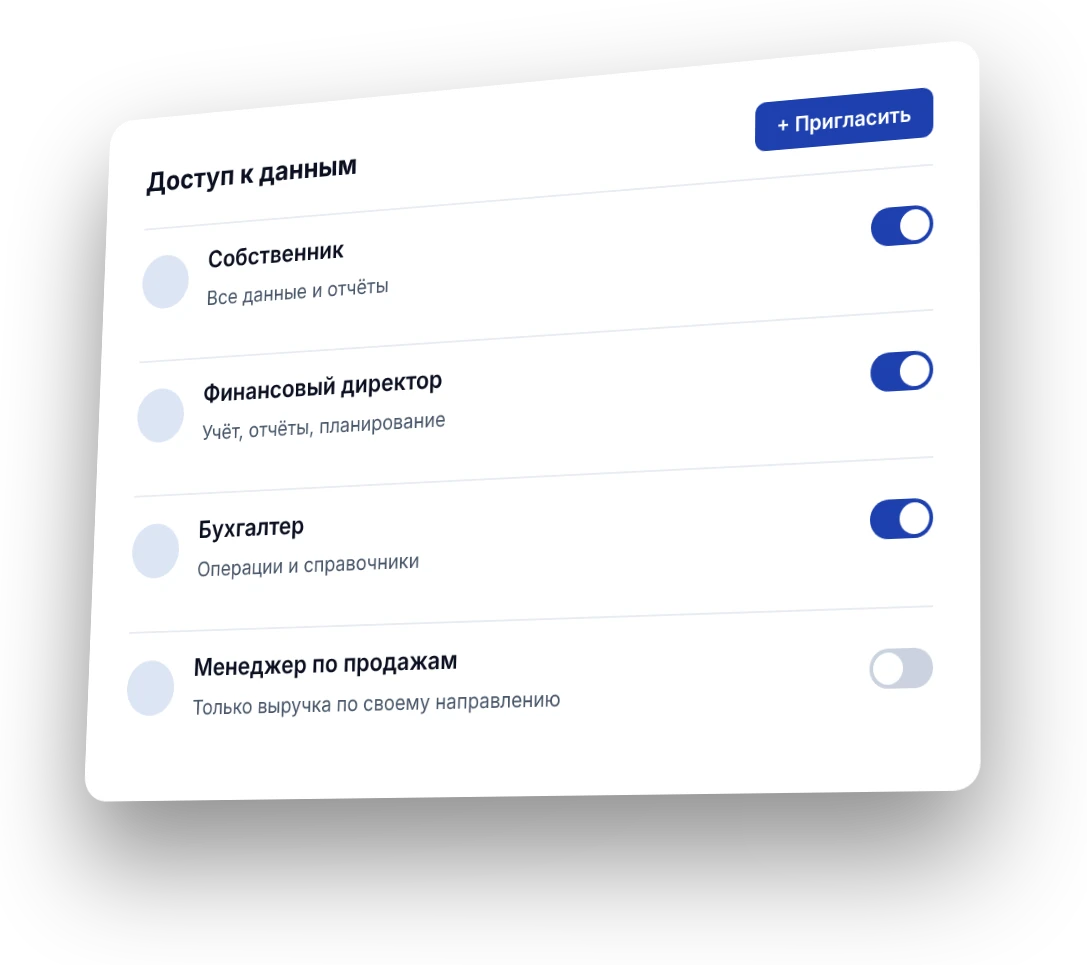 Доступ к данным
+ Пригласить
Собственник
Все данные и отчёты
Финансовый директор
Учёт, отчёты, планирование
Бухгалтер
Операции и справочники
Менеджер по продажам
Только выручка по своему направлению